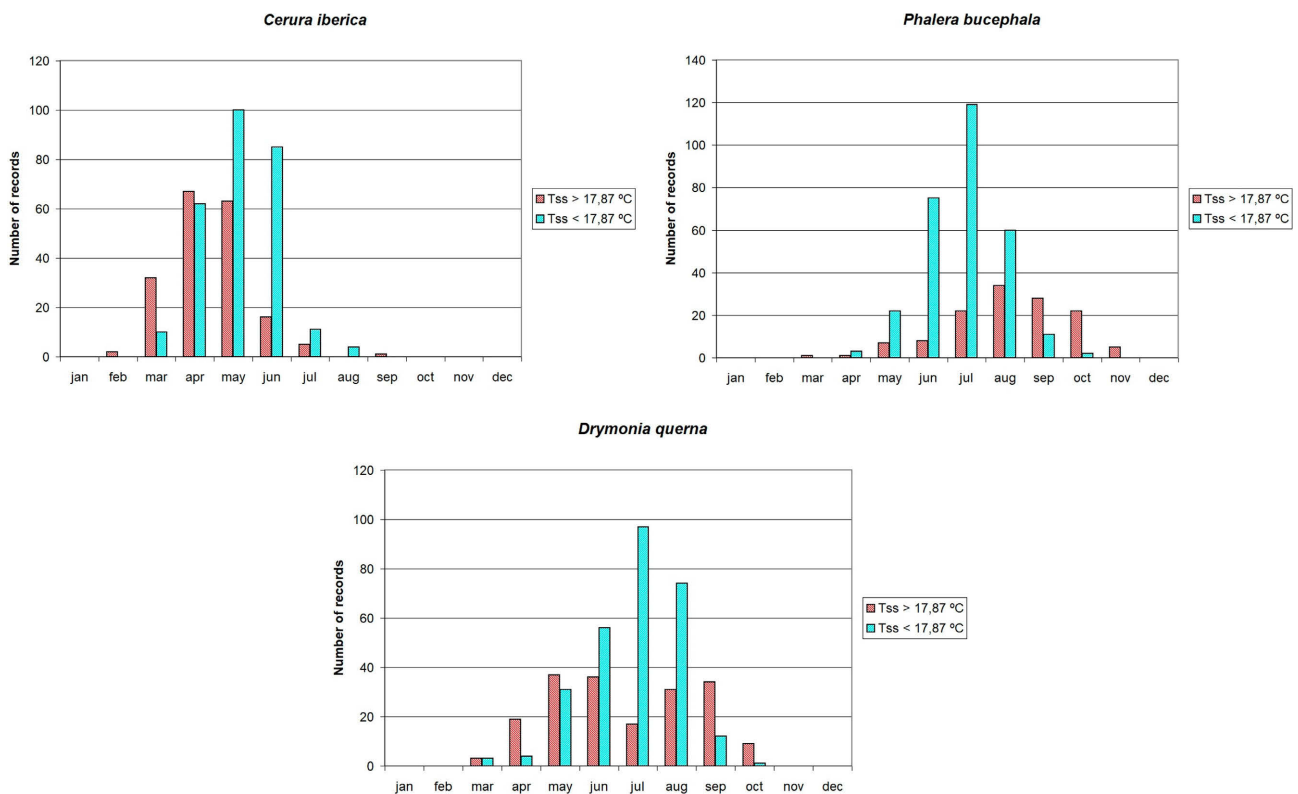 Cerura iberica
120
100
80
60
40
20
0
Number of records
jan feb mar apr may jun jul aug sep oct nov dec
Tss > 17,87 ºC
Tss < 17,87 ºC
Phalera bucephala
140
120
100
80
60
40
20
0
Number of records
jan feb mar apr may jun jul aug sep oct nov dec
Tss > 17,87 ºC
Tss < 17,87 ºC
Drymonia querna
120
100
80
60
40
20
0
Number of records
jan feb mar apr may jun jul aug sep oct nov dec
Tss > 17,87 ºC
Tss < 17,87 ºC